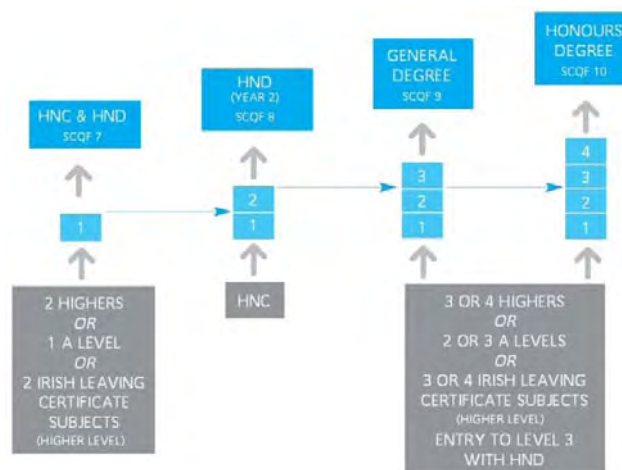 HNC & HND
SCQF 7
HND
(YEAR 2)
SCQF 8
GENERAL
DEGREE
SCQF 9
HONOURS
DEGREE
SCQF 10
1
2
1
3
2
1
4
3
2
1
2 HIGHERS
OR
1 A LEVEL
OR
2 IRISH LEAVING
CERTIFICATE
SUBJECTS
(HIGHER LEVEL)
HNC
3 OR 4 HIGHERS
OR
2 OR 3 A LEVELS
OR
3 OR 4 IRISH LEAVING
CERTIFICATE SUBJECTS
(HIGHER LEVEL)
ENTRY TO LEVEL 3
WITH HND